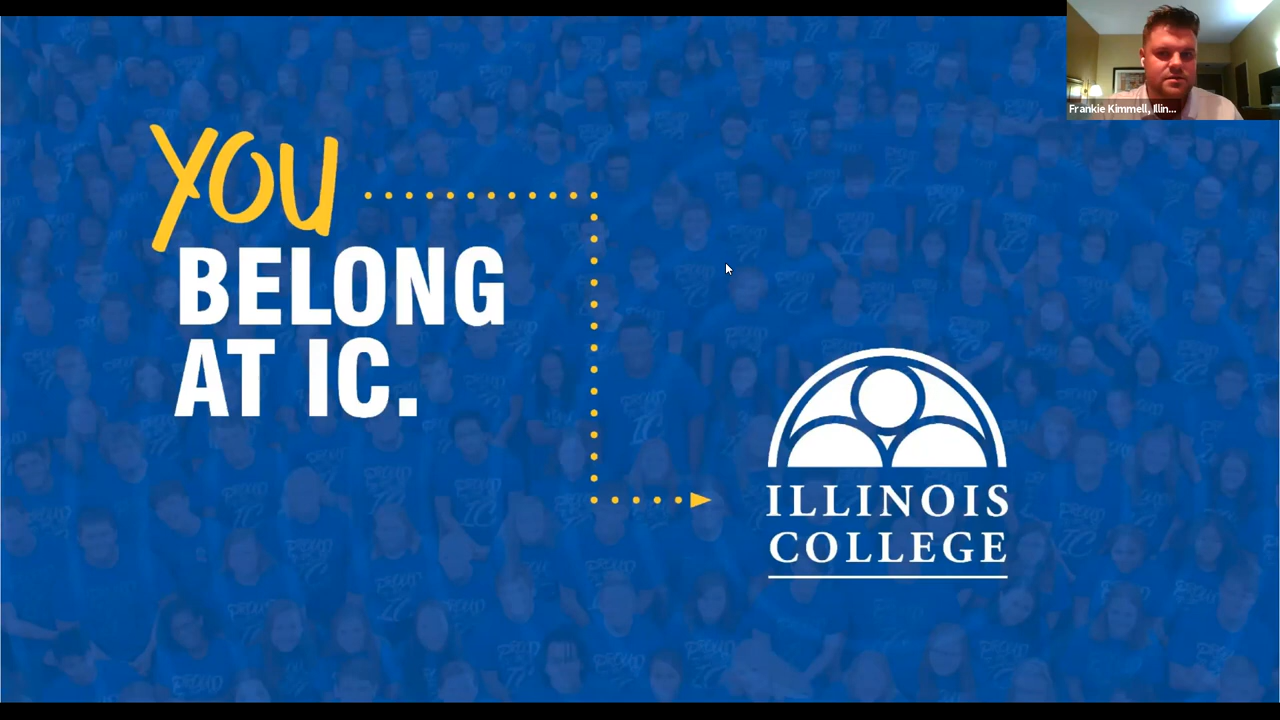 Frankie Kimmell, Illin...
YOU
BELONG
AT IC.
ILLINOIS
COLLEGE